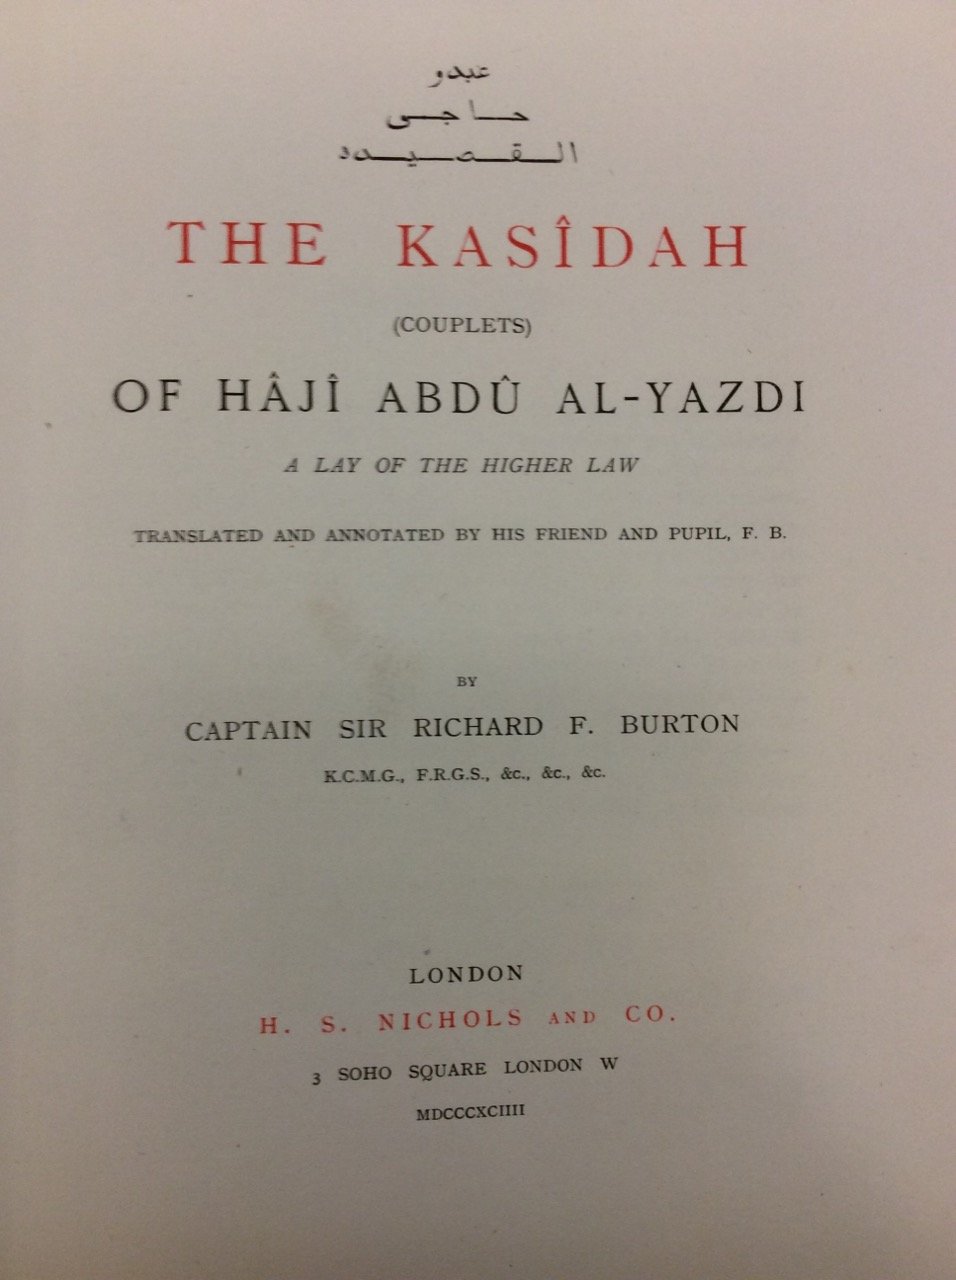 عبدو
حاجي
القصيده
THE KASÎDAH
(COUPLETS)
OF HÂJÎ ABDÛ AL-YAZDI
A LAY OF THE HIGHER LAW
TRANSLATED AND ANNOTATED BY HIS FRIEND AND PUPIL, F. B.
BY
CAPTAIN SIR RICHARD F. BURTON
K.C.M.G., F.R.G.S., &c., &c., &c.
LONDON
H. S. NICHOLS AND CO.
3 SOHO SQUARE LONDON W
MDCCCXCIIII